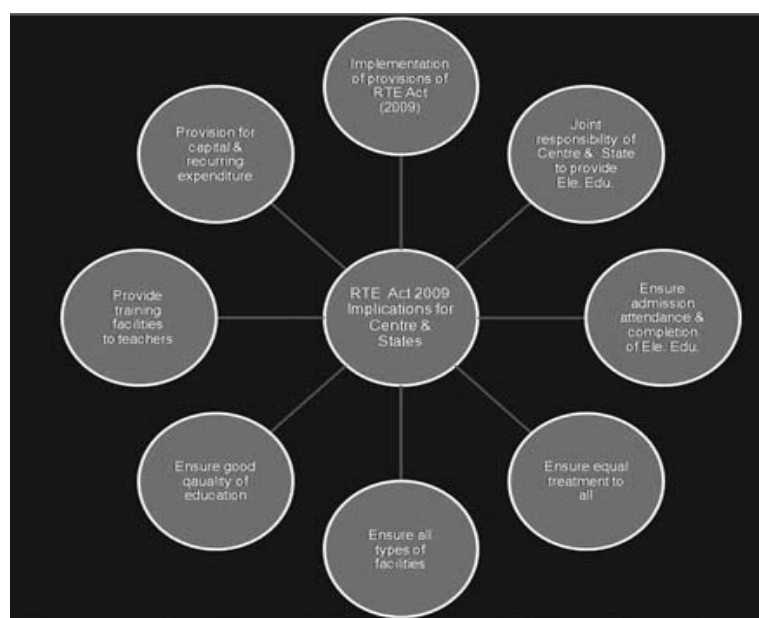 Implementation
of provisions of
RTE Act
(2009)
Joint
responsibility of
Centre & State
to provide
Ele. Edu.
Ensure
admission
attendance &
completion
of Ele. Edu.
Ensure equal
treatment to
all
Ensure all
types of
facilities
Ensure good
qauality of
education
Provide
training
facilities
to teachers
Provision for
capital &
recurring
expenditure
RTE Act 2009
Implications for
Centre &
States